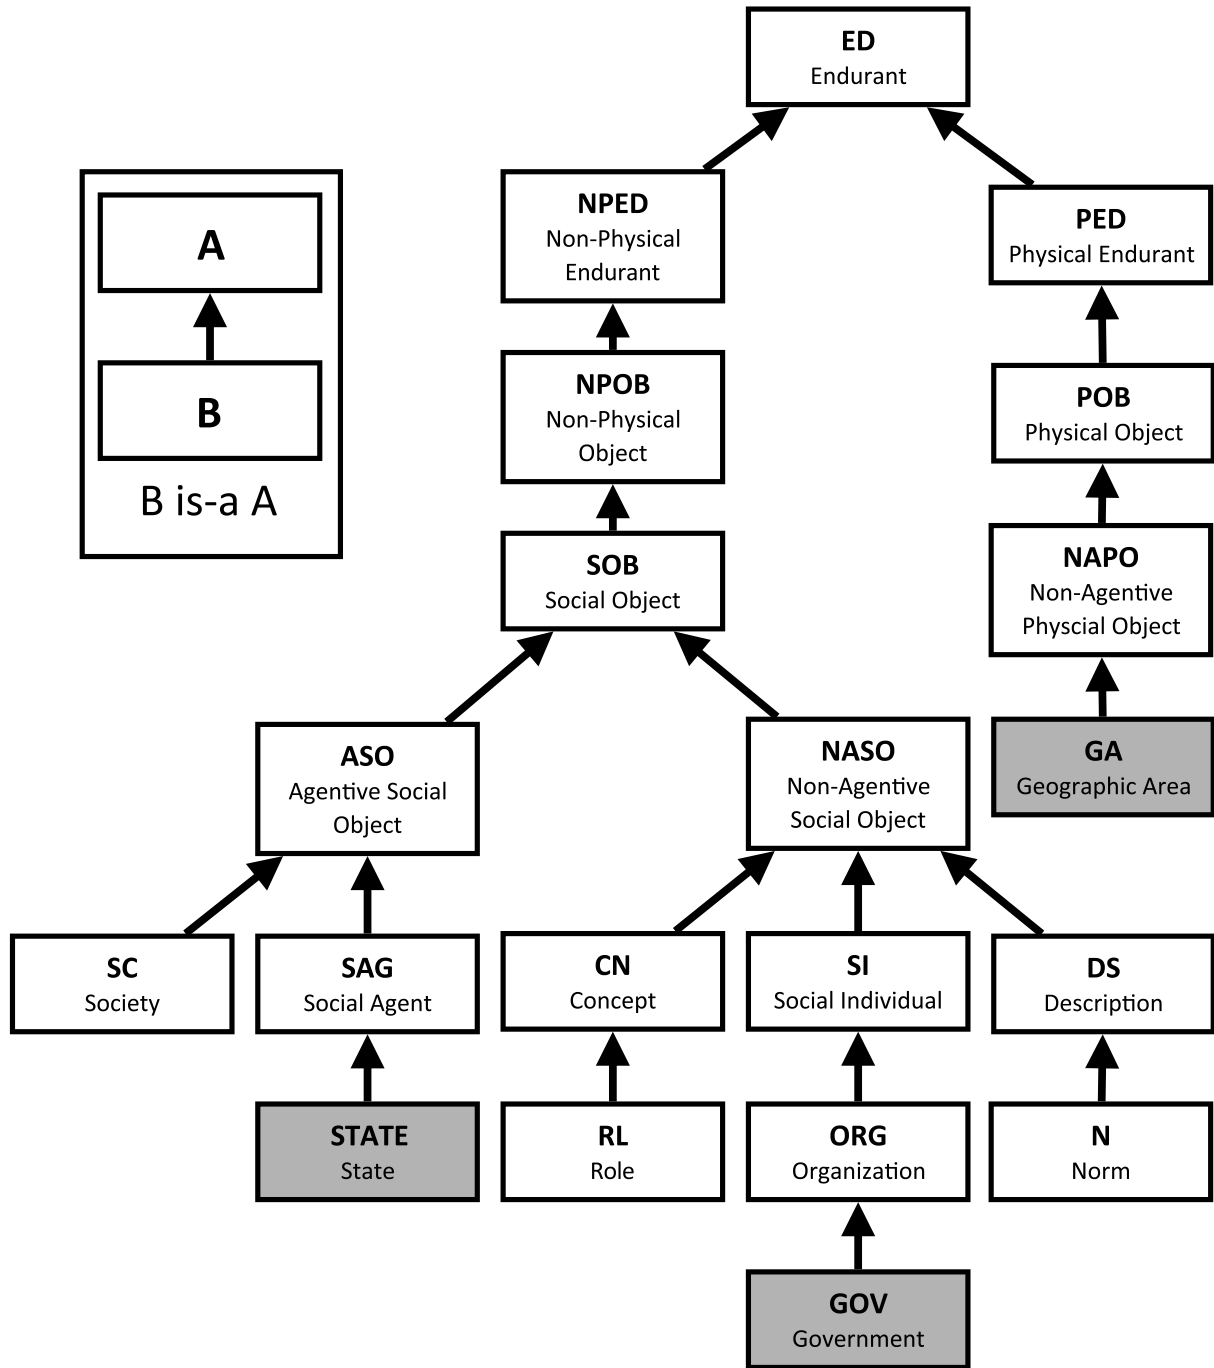 ED
Endurant
NPED
Non-Physical
Endurant
PED
Physical Endurant
A
B
B is-a A
NPOB
Non-Physical
Object
POB
Physical Object
SOB
Social Object
NAPO
Non-Agentive
Physcial Object
ASO
Agentive Social
Object
NASO
Non-Agentive
Social Object
GA
Geographic Area
SC
Society
SAG
Social Agent
CN
Concept
SI
Social Individual
DS
Description
STATE
State
RL
Role
ORG
Organization
N
Norm
GOV
Government